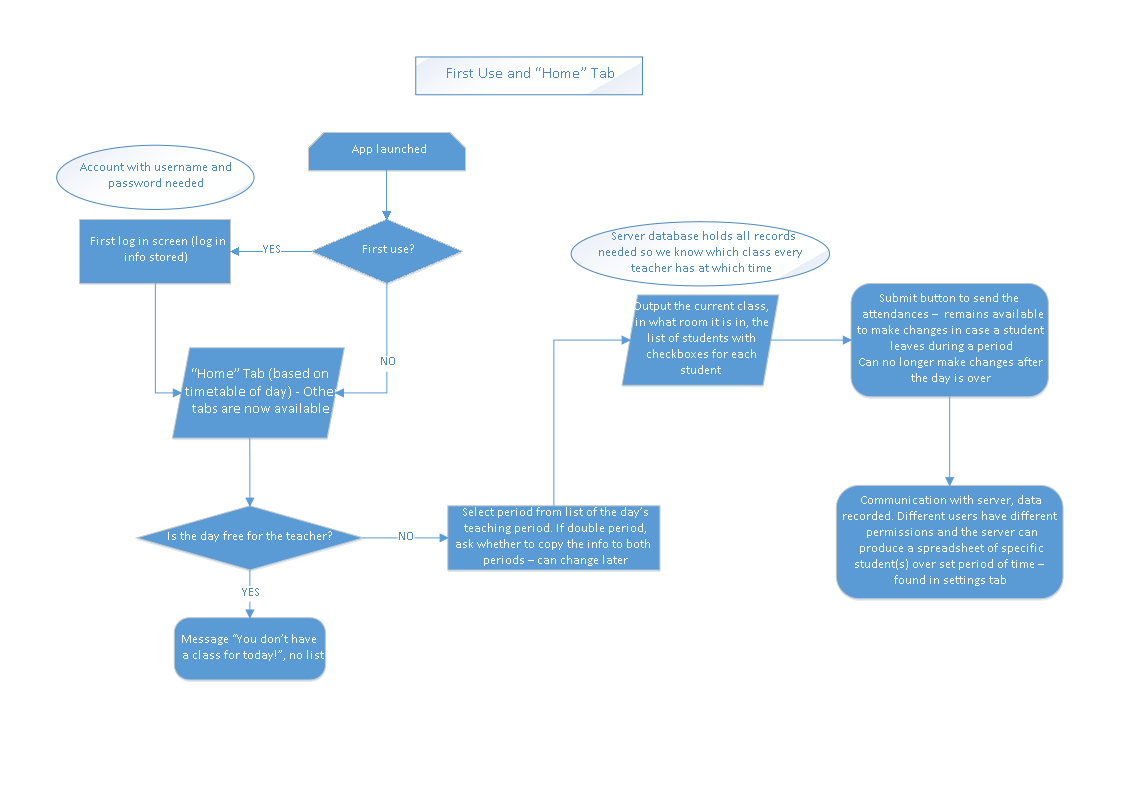 First Use and “Home” Tab
App launched
Account with username and
password needed
First log in screen (log in
info stored)
YES
First use?
NO
“Home” Tab (based on
timetable of day) - Other
tabs are now available
Is the day free for the teacher?
NO
YES
Message “You don’t have
a class for today!”, no list
Select period from list of the day’s
teaching period. If double period,
ask whether to copy the info to both
periods – can change later
Server database holds all records
needed so we know which class every
teacher has at which time
Output the current class,
in what room it is in, the
list of students with
checkboxes for each
student
Submit button to send the
attendances – remains available
to make changes in case a student
leaves during a period
Can no longer make changes after
the day is over
Communication with server, data
recorded. Different users have different
permissions and the server can
produce a spreadsheet of specific
student(s) over set period of time –
found in settings tab